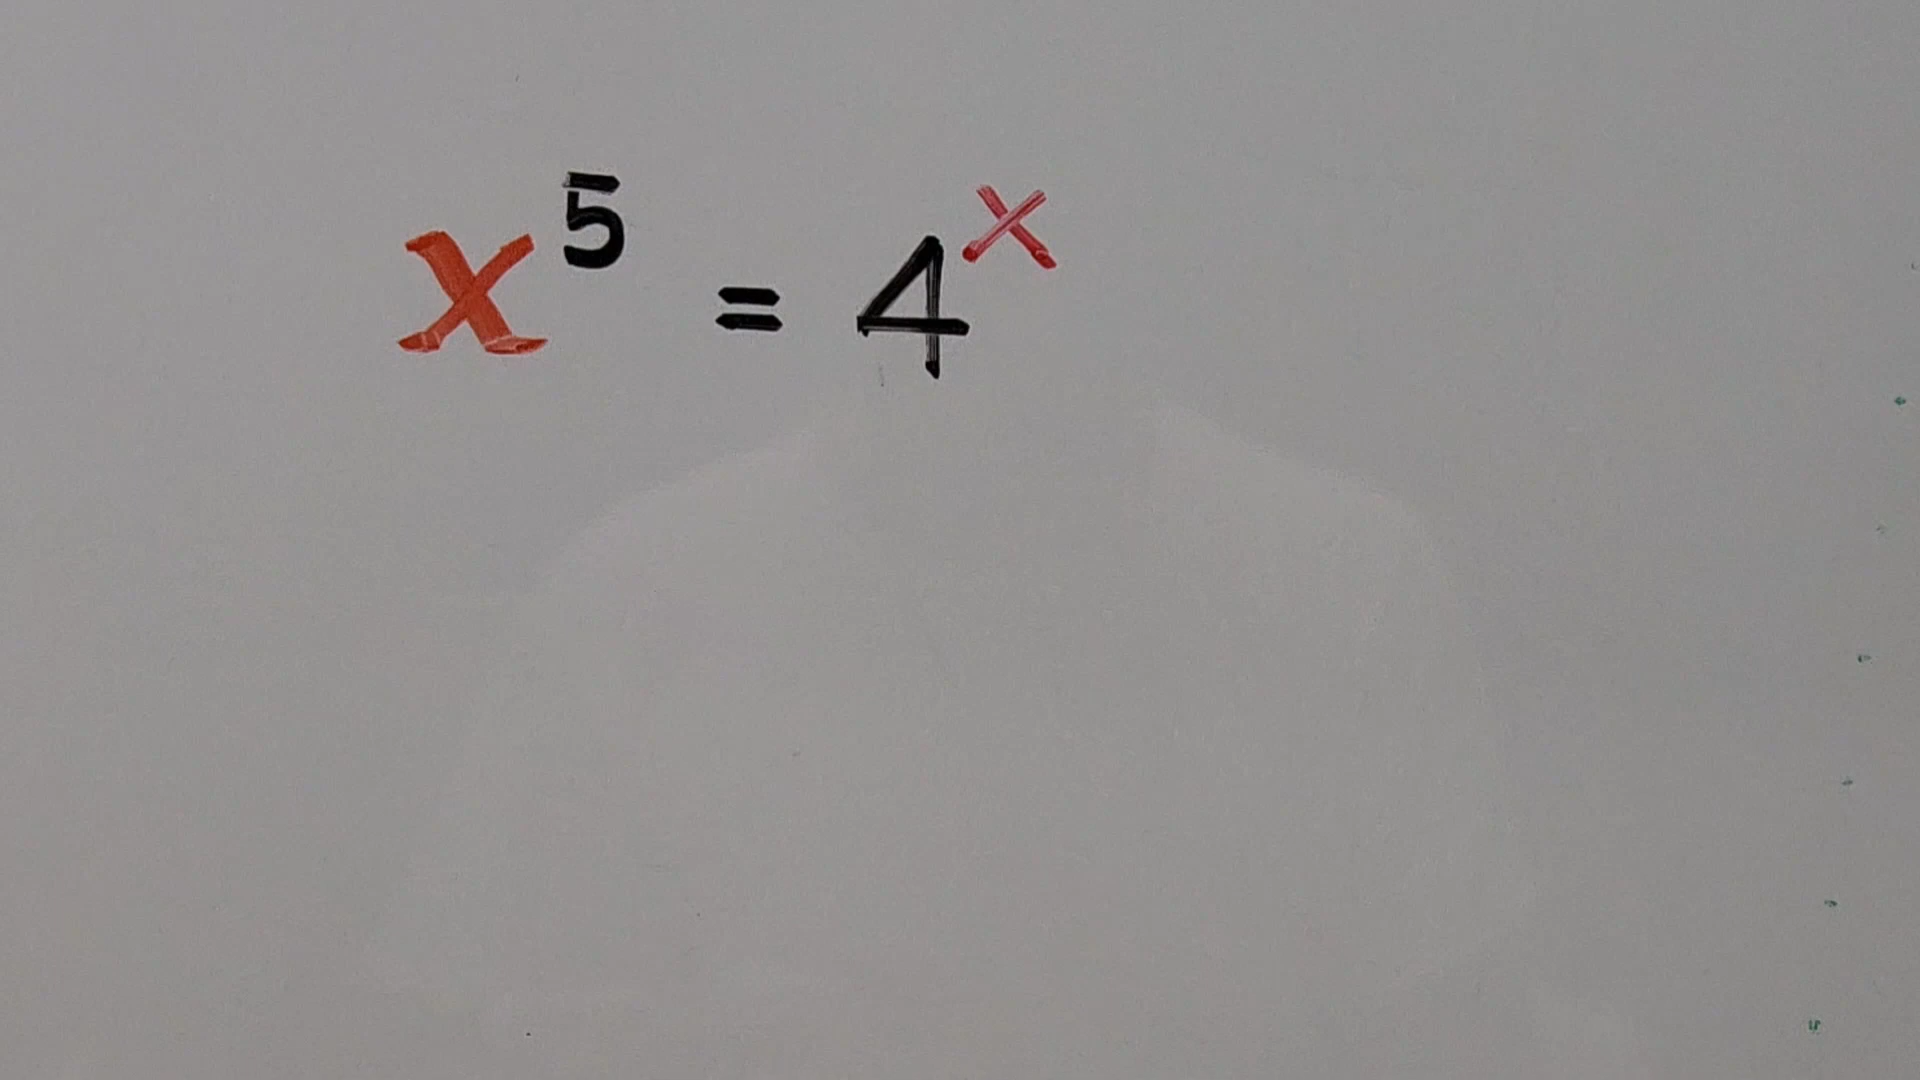 x⁵ = 4ˣ